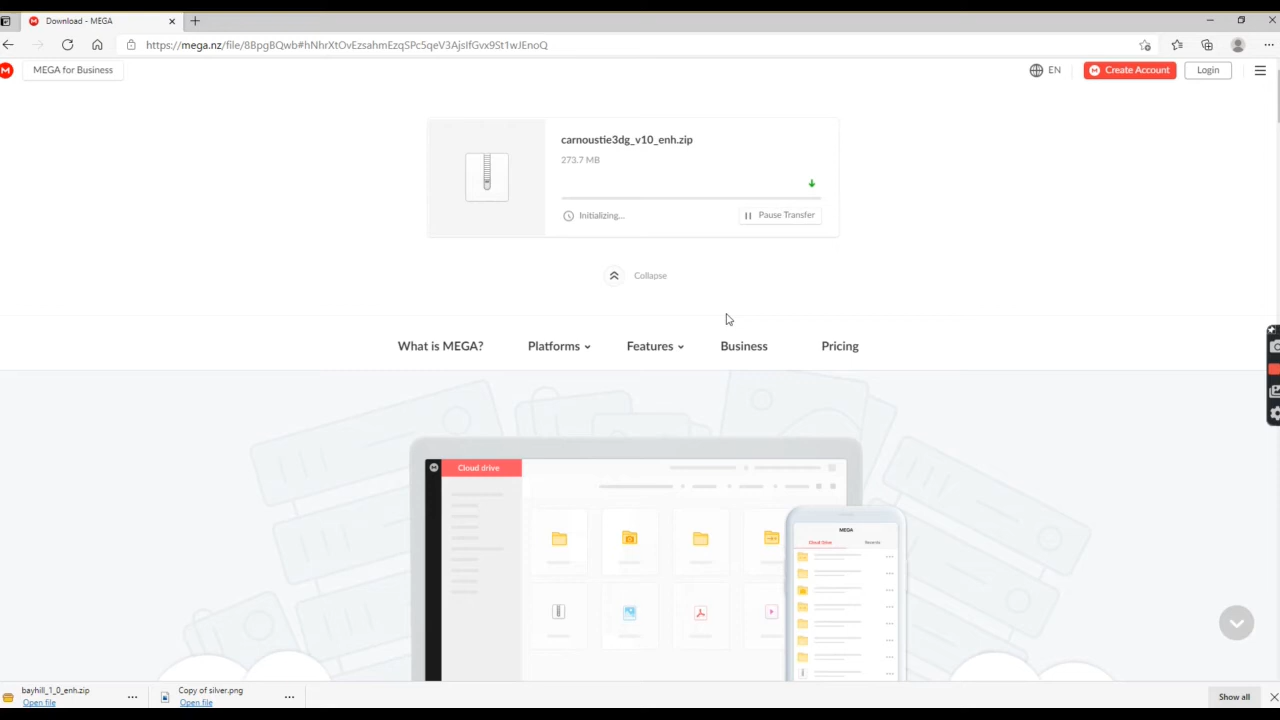 Download - MEGA
https://mega.nz/file/8BpgBQwb#hNhrXtOvEzsahmEzqSPc5qeV3AjsIfGvx9St1wJEnoQ
MEGA for Business
EN
Create Account
Login
carnoustie3dg_v10_enh.zip
273.7 MB
Initializing...
Pause Transfer
Collapse
What is MEGA?
Platforms
Features
Business
Pricing
Cloud drive
MEGA
Cloud Drive
bayhill_1_0_enh.zip
Open file
Copy of silver.png
Open file
Show all